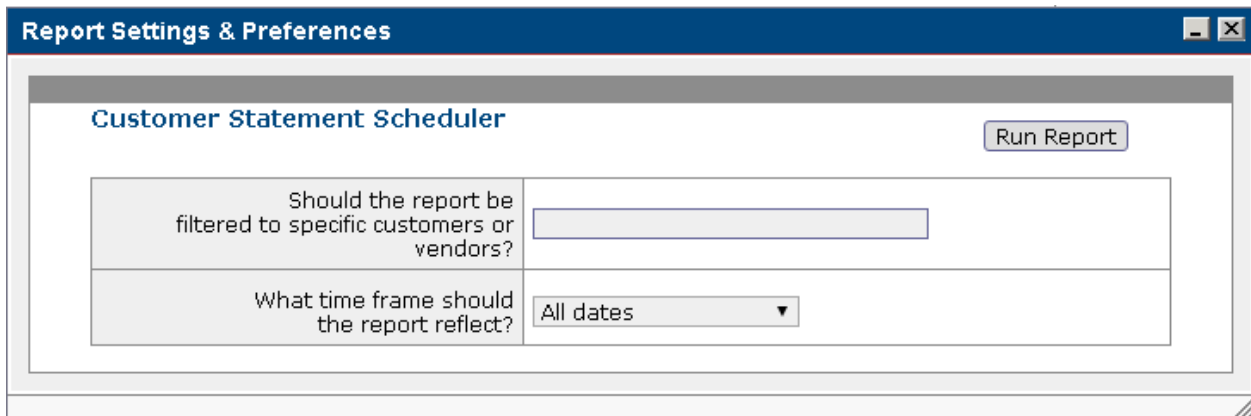 Report Settings & Preferences
Customer Statement Scheduler
Run Report
Should the report be
filtered to specific customers or
vendors?
What time frame should
the report reflect?
All dates